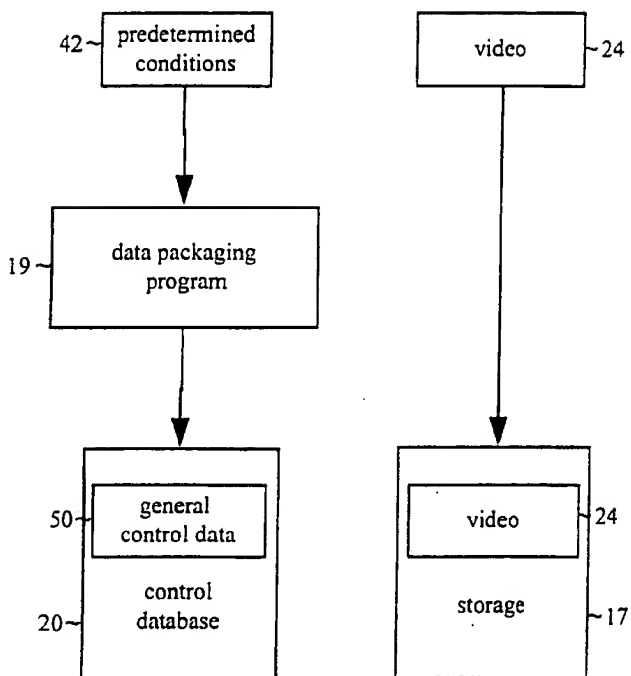 42 predetermined
conditions
video 24
19 data packaging
program
50 general
control data
video 24
20 control
database
storage 17